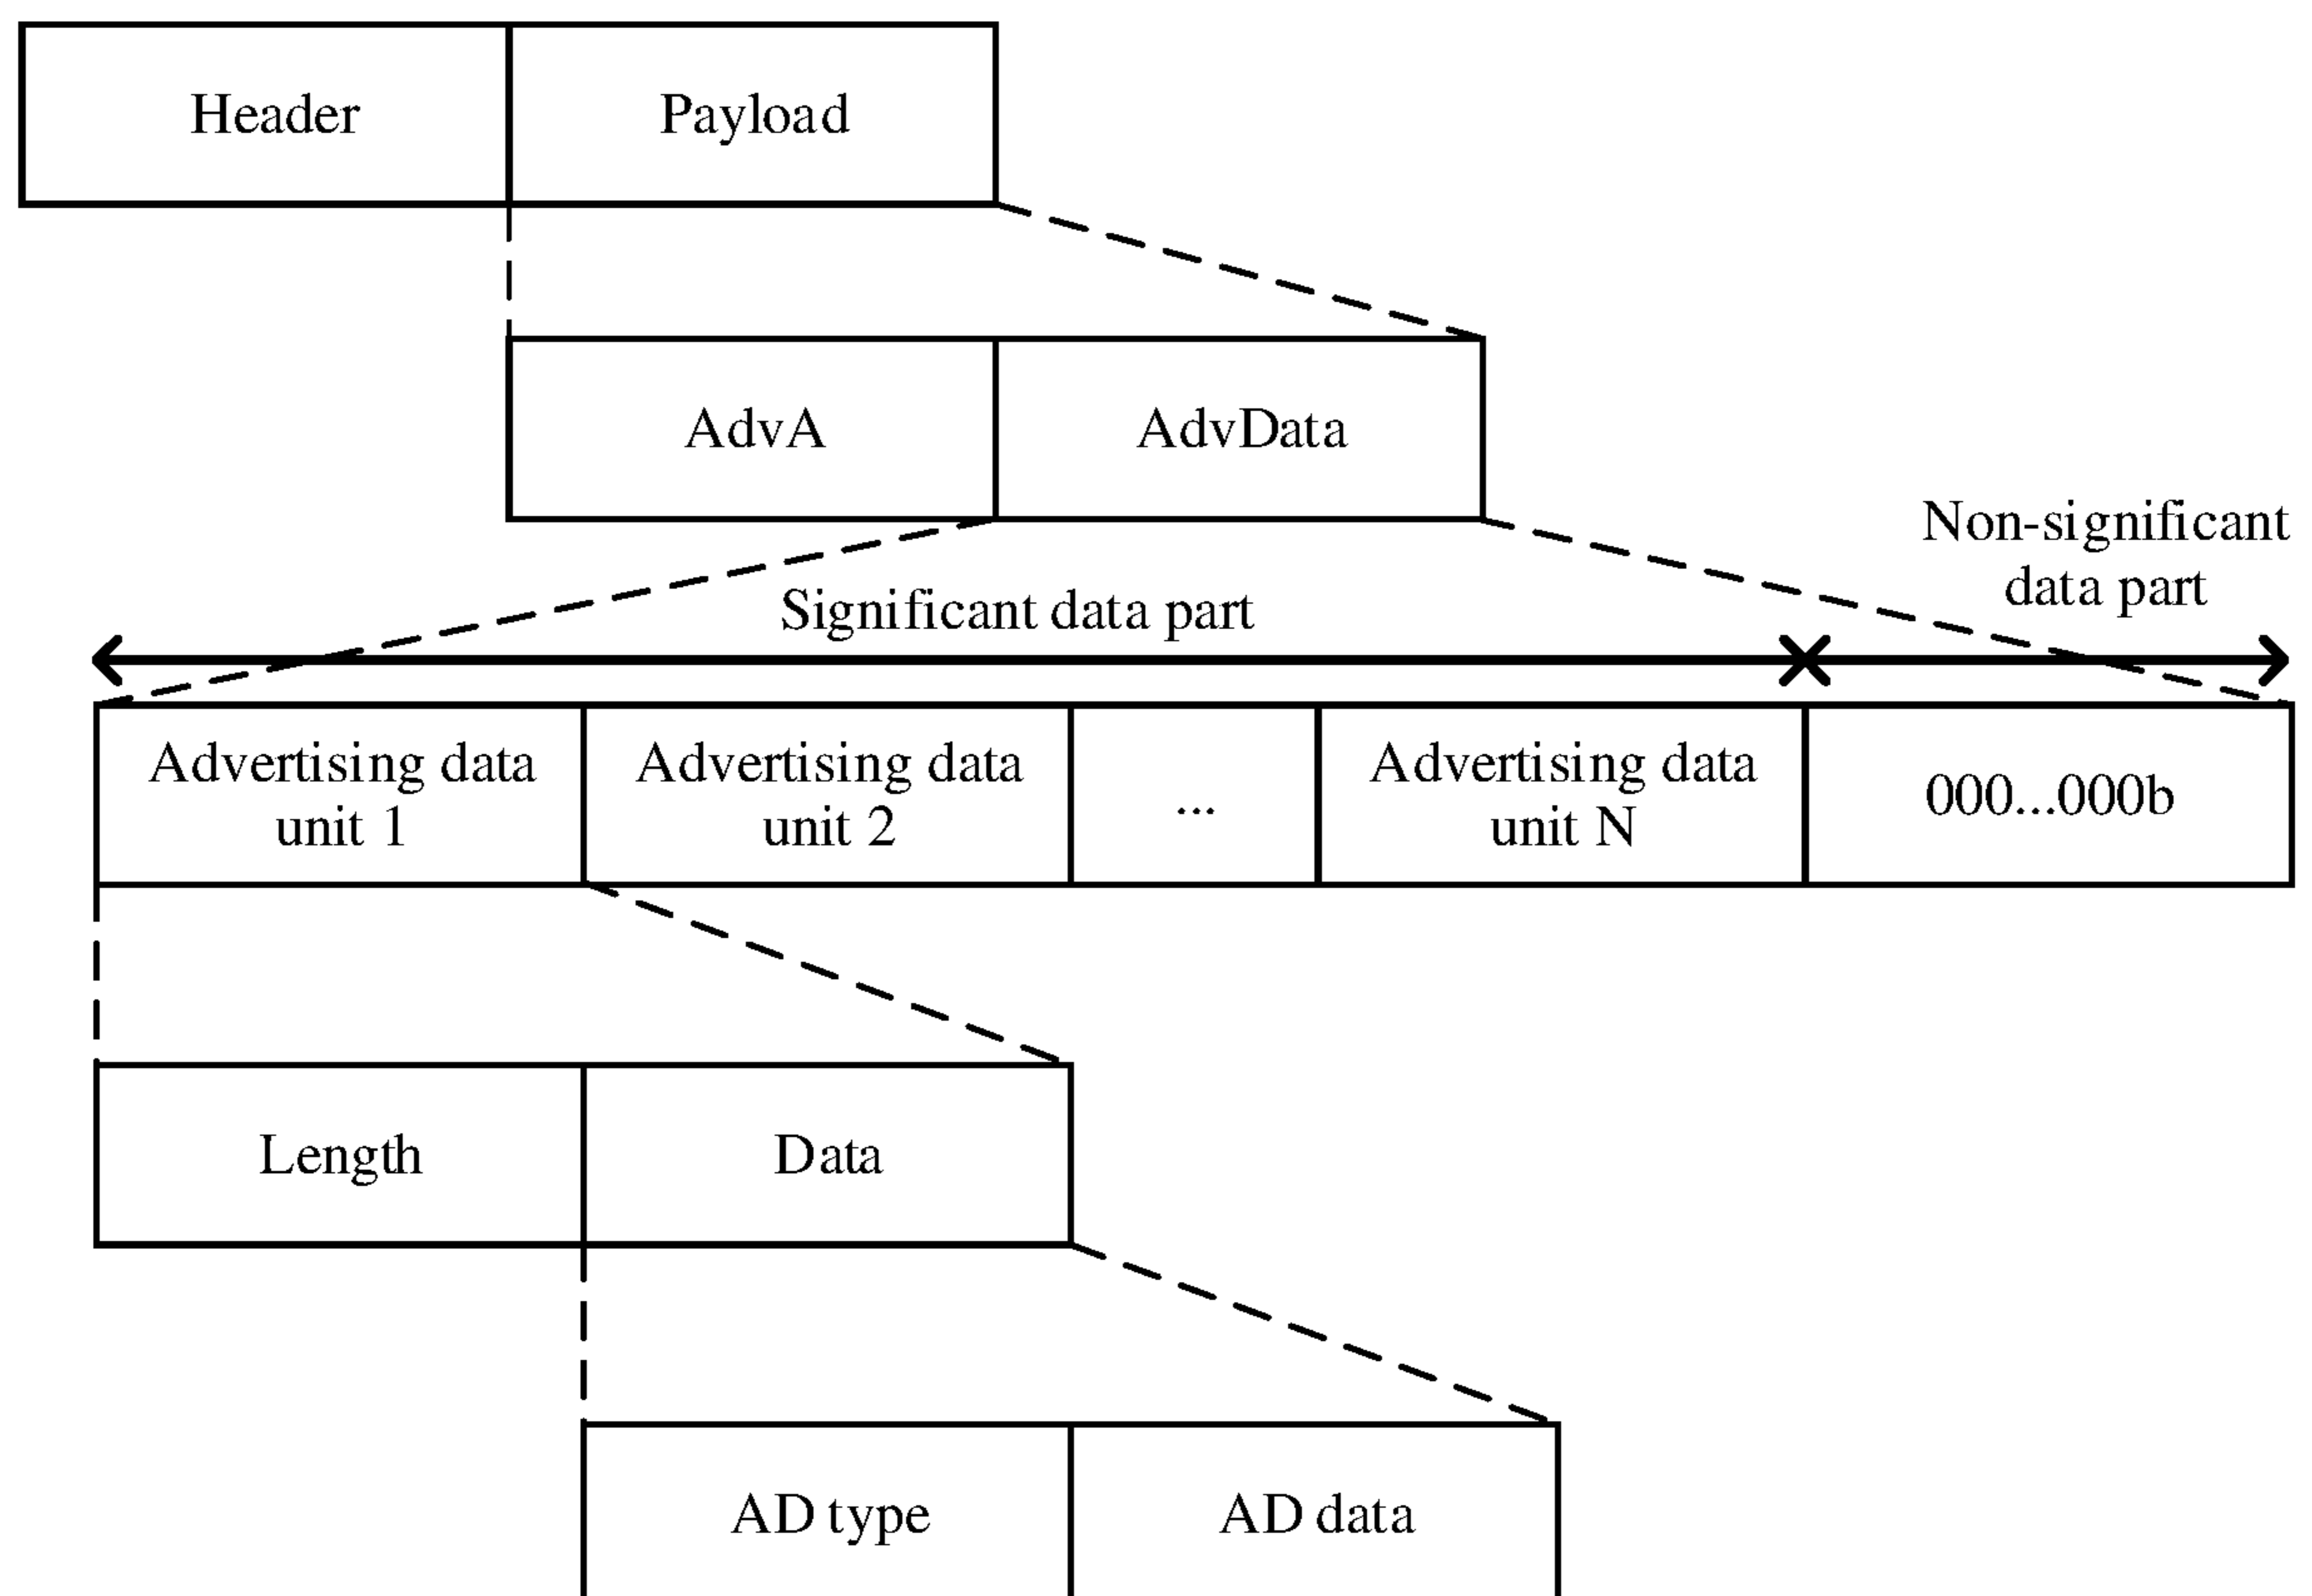 Header
Payload
AdvA
AdvData
Non-significant
data part
Significant data part
Advertising data
unit 1
Advertising data
unit 2
...
Advertising data
unit N
000...000b
Length
Data
AD type
AD data